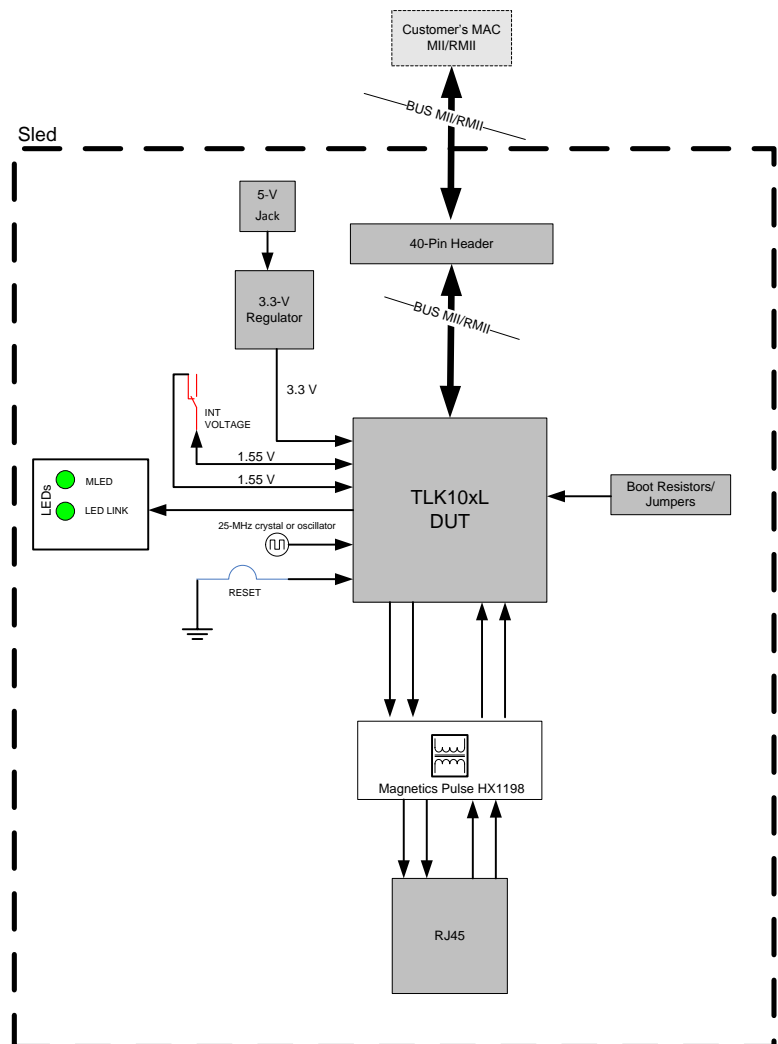 Customer's MAC
MII/RMII
BUS MII/RMII
Sled
5-V
Jack
40-Pin Header
3.3-V
Regulator
BUS MII/RMII
3.3 V
INT
VOLTAGE
1.55 V
1.55 V
LEDs
MLED
LED LINK
TLK10xL
DUT
Boot Resistors/
Jumpers
25-MHz crystal or oscillator
RESET
Magnetics Pulse HX1198
RJ45